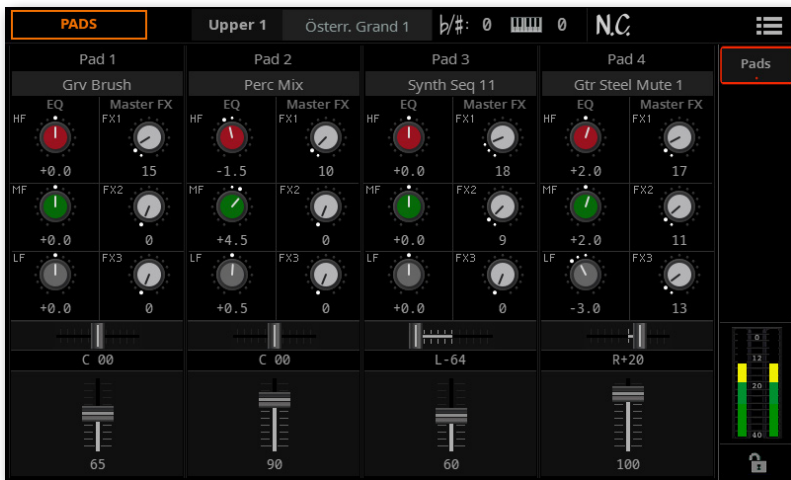 PADS Upper 1 Österr. Grand 1 ♭/#: 0 0 N.C.
Pad 1 Pad 2 Pad 3 Pad 4 Pads
Grv Brush Perc Mix Synth Seq 11 Gtr Steel Mute 1
EQ Master FX EQ Master FX EQ Master FX EQ Master FX
HF FX1 HF FX1 HF FX1 HF FX1
+0.0 15 -1.5 10 +0.0 18 +2.0 17
MF FX2 MF FX2 MF FX2 MF FX2
+0.0 0 +4.5 0 +0.0 9 +2.0 11
LF FX3 LF FX3 LF FX3 LF FX3
+0.0 0 +0.5 0 +0.0 0 -3.0 13
0
C 00 C 00 L-64 R+20 12
20
40
65 90 60 100